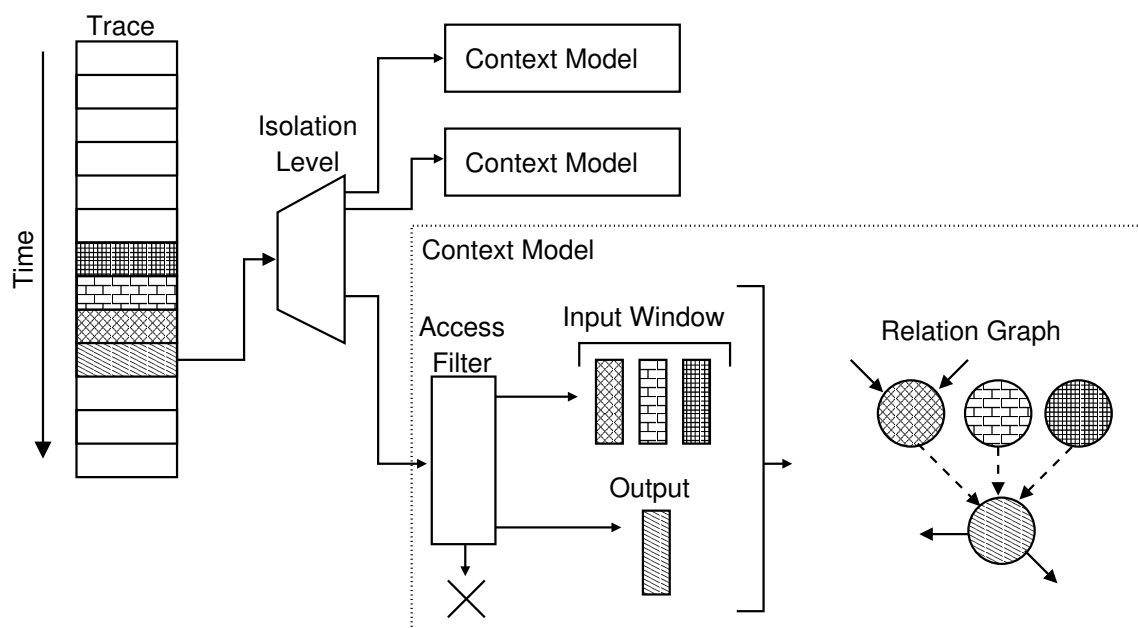 Trace
Context Model
Isolation
Level
Context Model
Time
Context Model
Access
Filter
Input Window
Relation Graph
Output